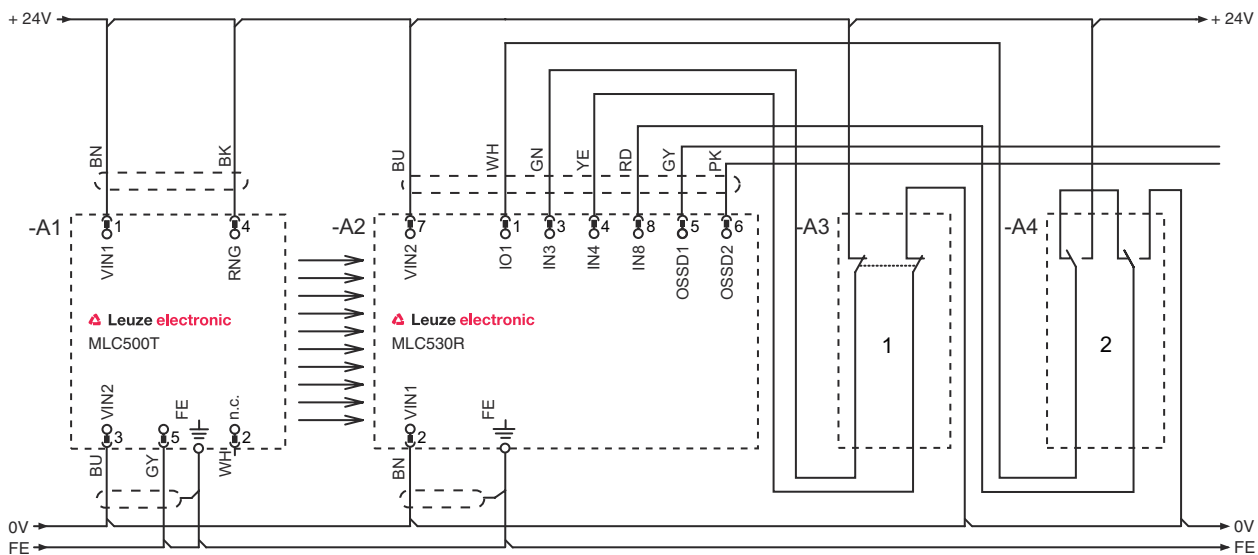 + 24V
+ 24V
BN
BK
BU
WH
GN
YE
RD
GY
PK
-A1
1
4
-A2
7
1
3
4
8
5
6
-A3
-A4
VIN1
RNG
VIN2
IO1
IN3
IN4
IN8
OSSD1
OSSD2
Leuze electronic
MLC500T
Leuze electronic
MLC530R
1
2
VIN2
FE
n.c.
VIN1
FE
3
5
2
2
BU
GY
WH
BN
0V
0V
FE
FE